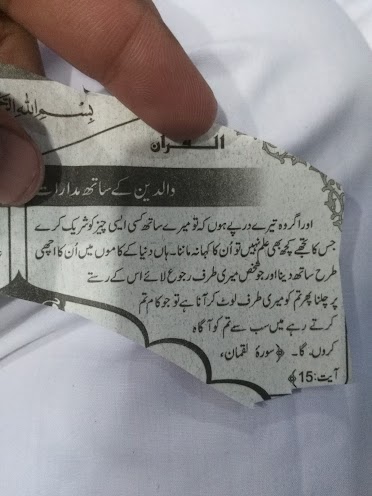 بسم اللہ
القرآن
والدین کے ساتھ مدارات
اور اگر وہ تیرے درپے ہوں کہ تو میرے ساتھ کسی ایسی چیز کو شریک کرے
جس کا تجھے کچھ بھی علم نہیں تو اُن کا کہا نہ ماننا۔ ہاں دنیا کے کاموں میں اُن کا اچھی
طرح ساتھ دینا اور جو شخص میری طرف رجوع لائے اس کے رستے
پر چلنا پھر تم کو میری طرف لوٹ کر آنا ہے تو جو کام تم
کرتے رہے میں سب سے تم کو آگاہ
کروں گا۔ ﴿سورۂ لقمان،
آیت:15﴾